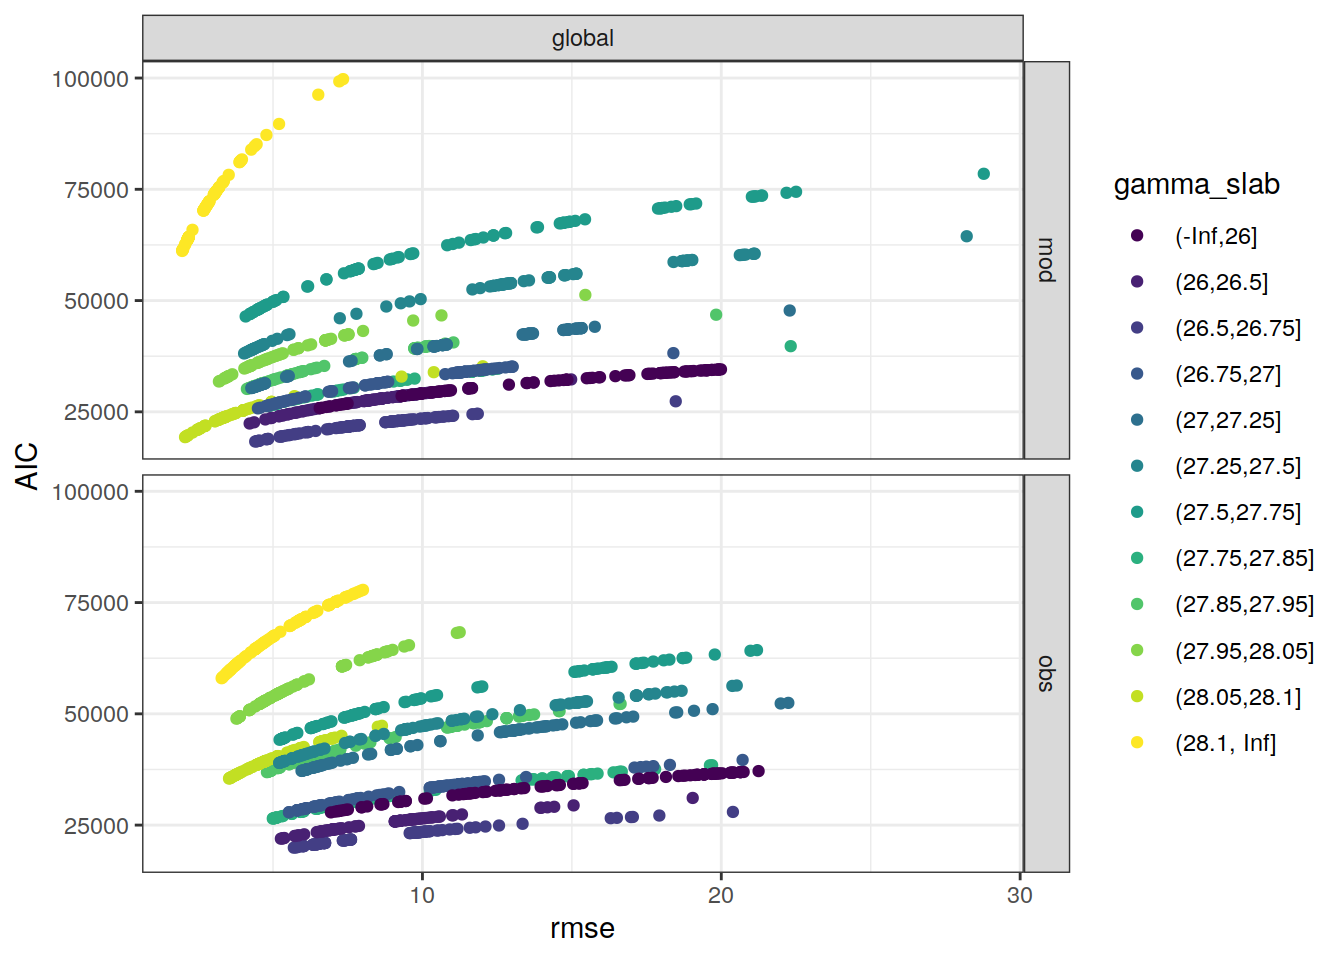 global
100000
75000
50000
25000
mod
100000
75000
50000
25000
obs
AIC
10
20
30
rmse
gamma_slab
(-Inf,26]
(26,26.5]
(26.5,26.75]
(26.75,27]
(27,27.25]
(27.25,27.5]
(27.5,27.75]
(27.75,27.85]
(27.85,27.95]
(27.95,28.05]
(28.05,28.1]
(28.1, Inf]